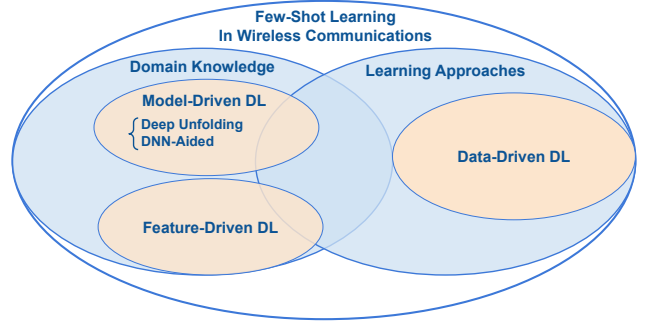 Few-Shot Learning
In Wireless Communications
Domain Knowledge
Learning Approaches
Model-Driven DL
Deep Unfolding
DNN-Aided
Data-Driven DL
Feature-Driven DL